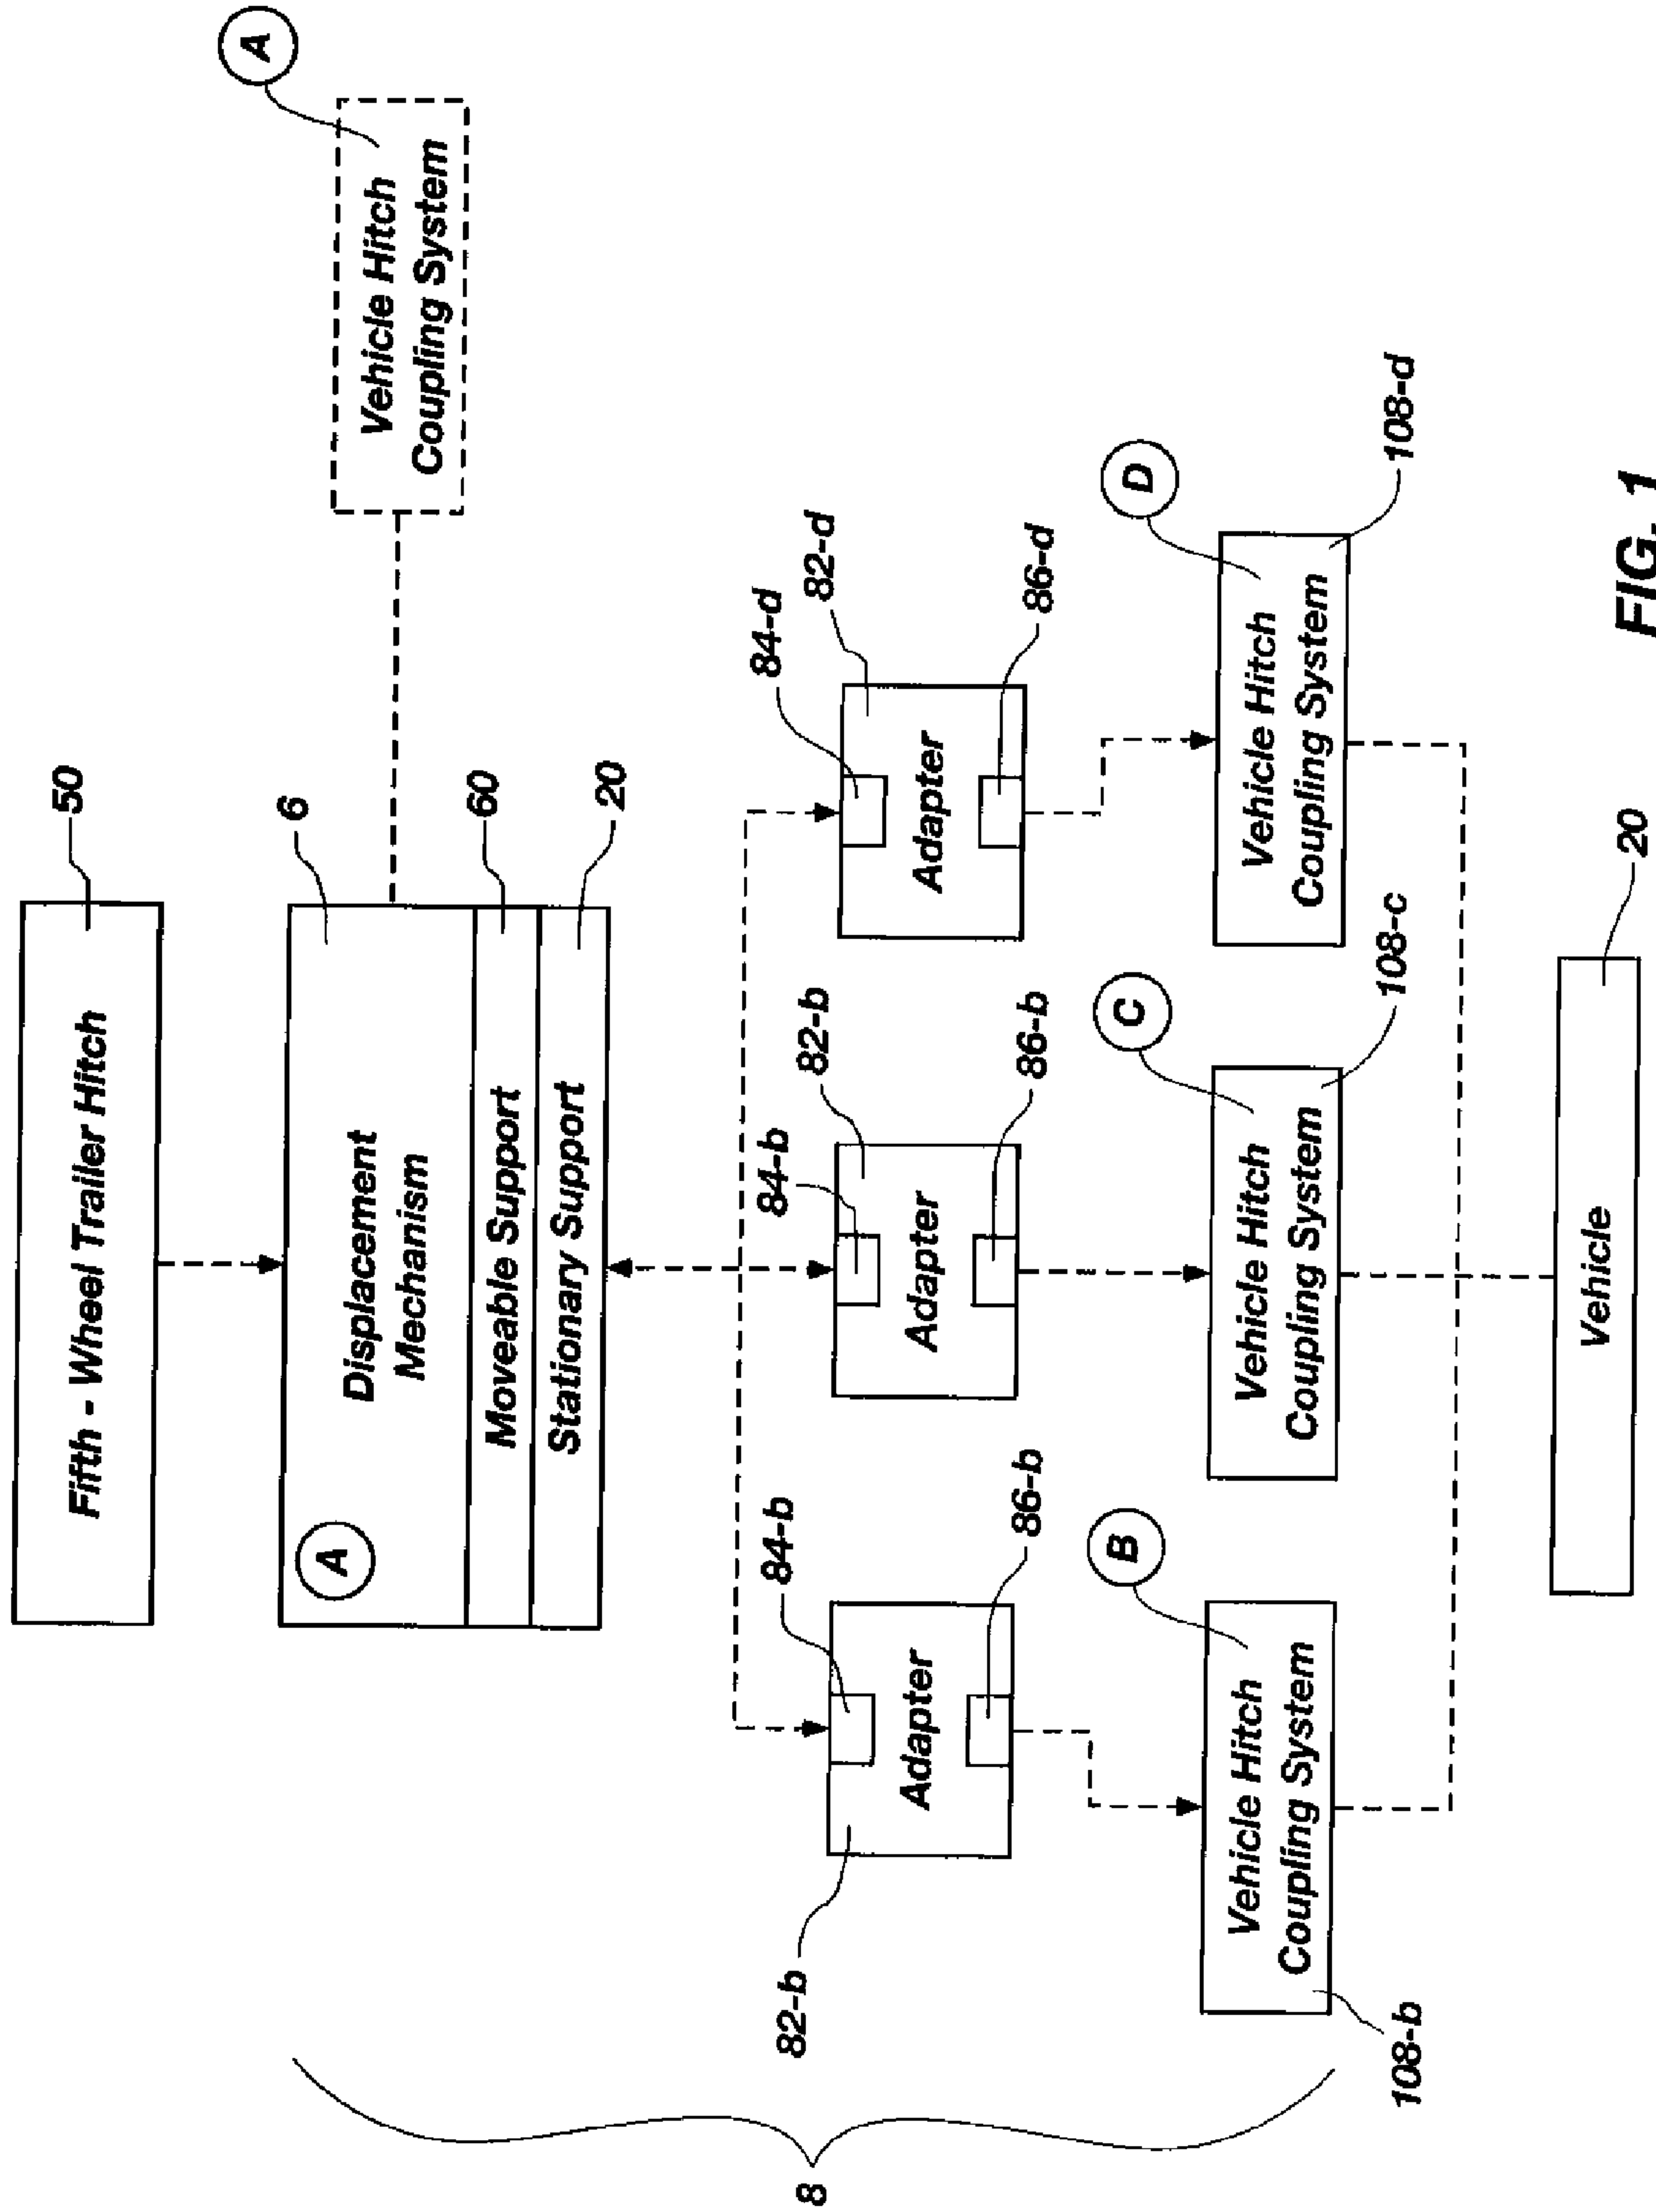 Fifth - Wheel Trailer Hitch
50
A
Displacement
Mechanism
6
Moveable Support
60
Stationary Support
20
Vehicle Hitch
Coupling System
A
82-b
84-b
Adapter
86-b
84-b
82-b
Adapter
86-b
84-d
82-d
Adapter
86-d
B
Vehicle Hitch
Coupling System
108-b
C
Vehicle Hitch
Coupling System
108-c
D
Vehicle Hitch
Coupling System
108-d
8
Vehicle
20
FIG. 1